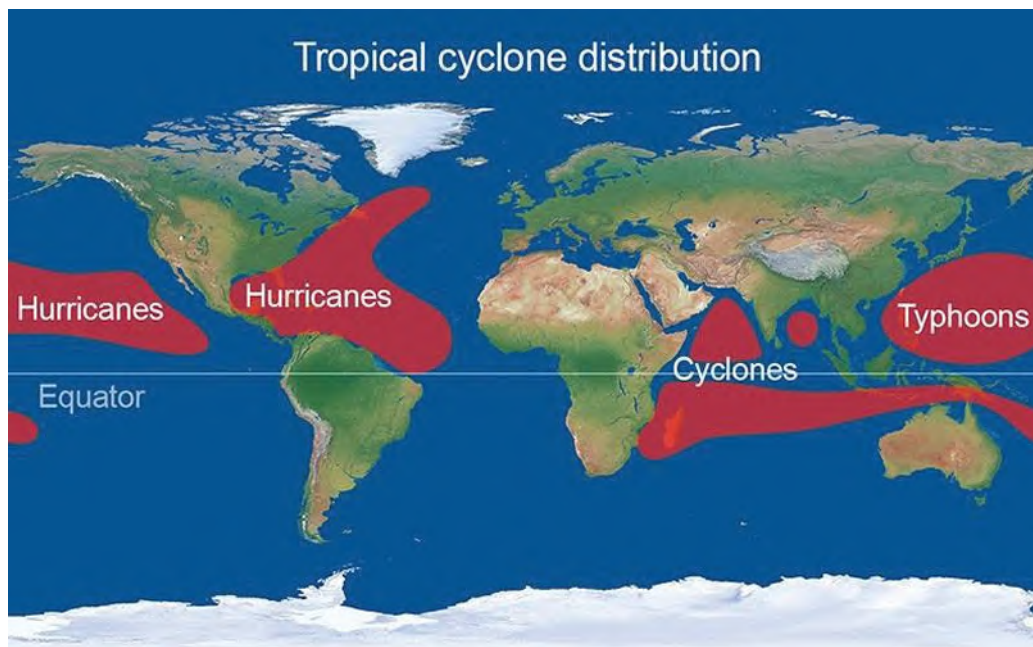 Tropical cyclone distribution
Hurricanes
Hurricanes
Typhoons
Cyclones
Equator